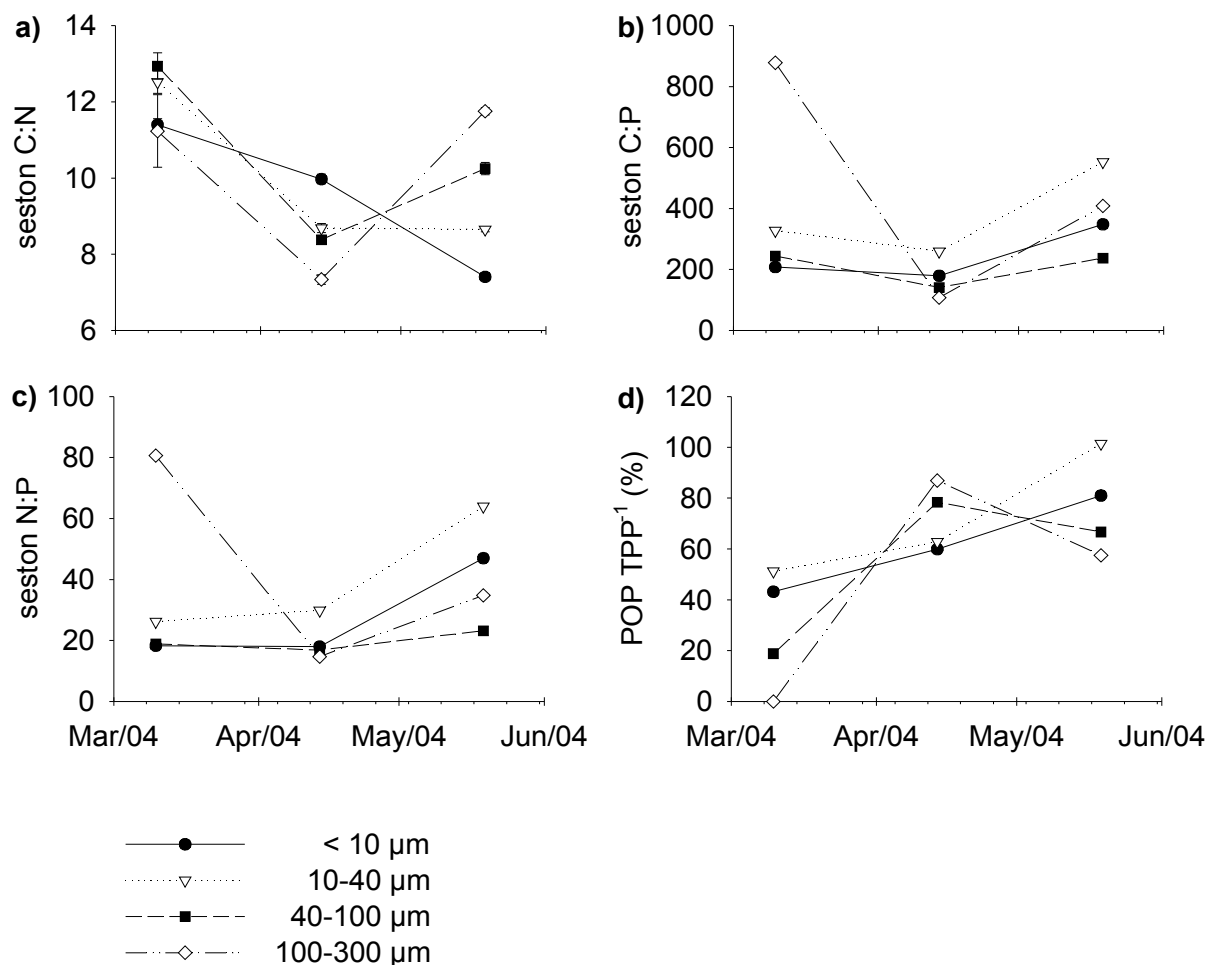 a)
14
12
10
8
6
seston C:N
b)
1000
800
600
400
200
0
seston C:P
c)
100
80
60
40
20
0
seston N:P
Mar/04 Apr/04 May/04 Jun/04
d)
120
100
80
60
40
20
0
POP TPP-1 (%)
Mar/04 Apr/04 May/04 Jun/04
< 10 µm
10-40 µm
40-100 µm
100-300 µm